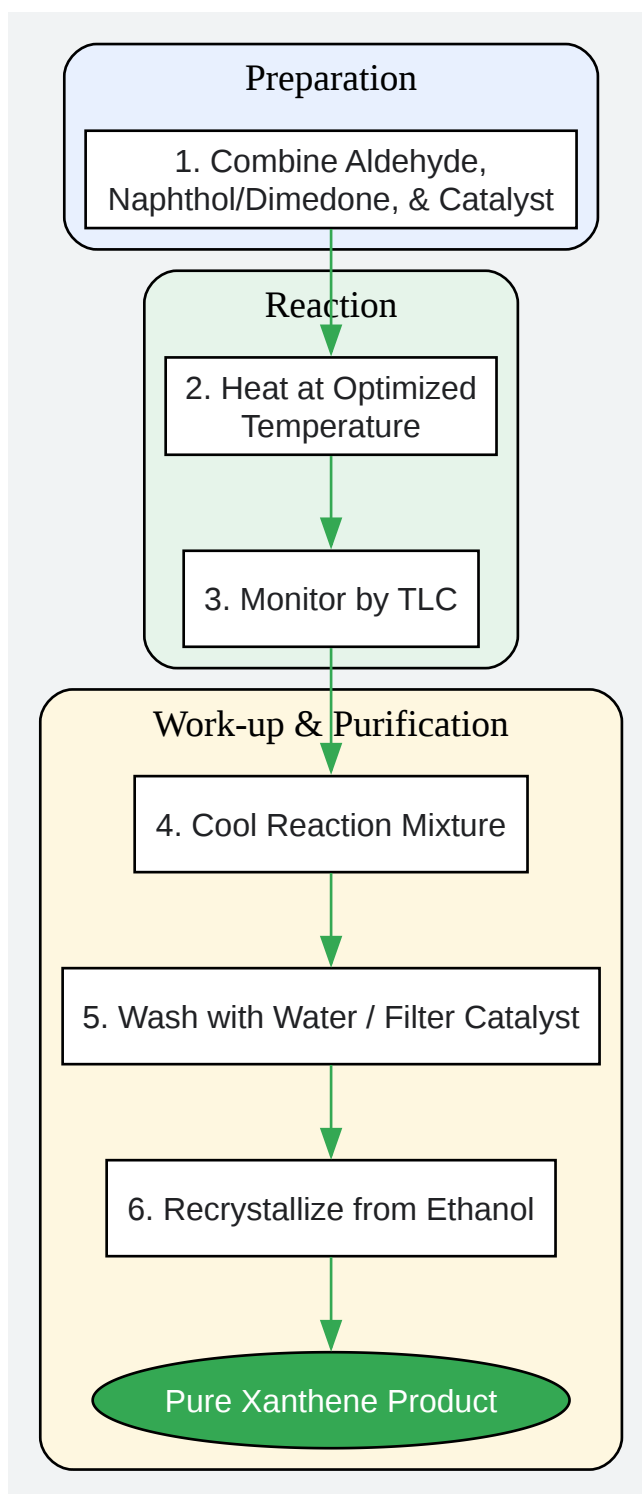 Preparation
1. Combine Aldehyde,
Naphthol/Dimedone, & Catalyst
Reaction
2. Heat at Optimized
Temperature
3. Monitor by TLC
Work-up & Purification
4. Cool Reaction Mixture
5. Wash with Water / Filter Catalyst
6. Recrystallize from Ethanol
Pure Xanthene Product